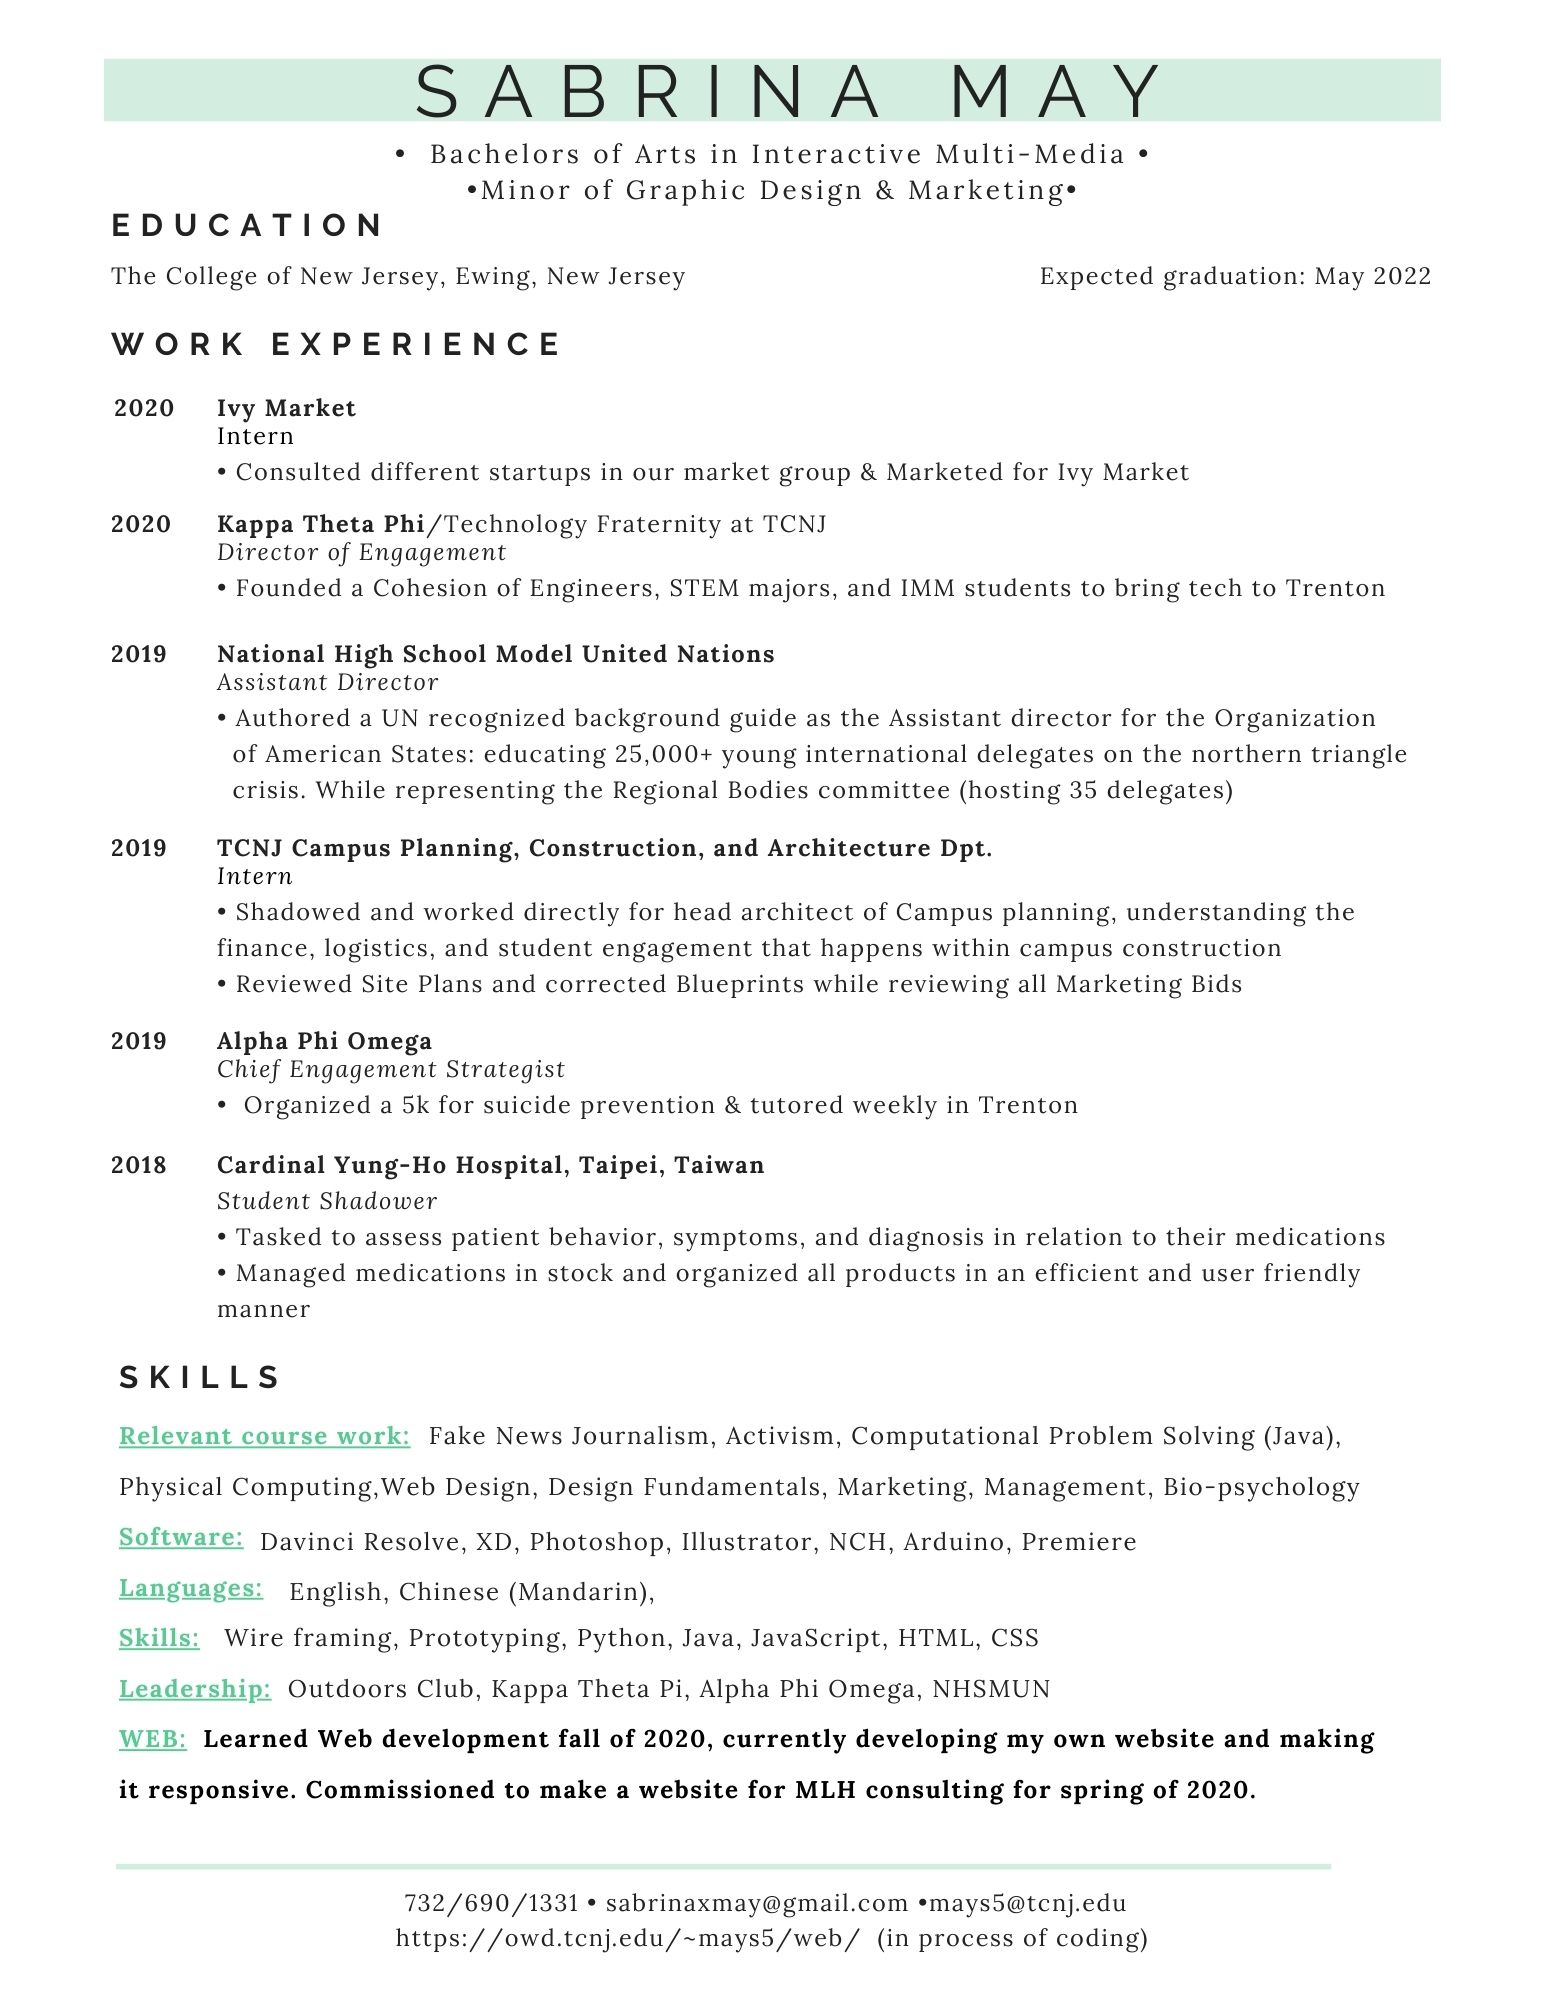 SABRINA MAY
• Bachelors of Arts in Interactive Multi-Media •
•Minor of Graphic Design & Marketing•
EDUCATION
The College of New Jersey, Ewing, New Jersey Expected graduation: May 2022
WORK EXPERIENCE
2020 Ivy Market
Intern
• Consulted different startups in our market group & Marketed for Ivy Market
2020 Kappa Theta Phi/Technology Fraternity at TCNJ
Director of Engagement
• Founded a Cohesion of Engineers, STEM majors, and IMM students to bring tech to Trenton
2019 National High School Model United Nations
Assistant Director
• Authored a UN recognized background guide as the Assistant director for the Organization
of American States: educating 25,000+ young international delegates on the northern triangle
crisis. While representing the Regional Bodies committee (hosting 35 delegates)
2019 TCNJ Campus Planning, Construction, and Architecture Dpt.
Intern
• Shadowed and worked directly for head architect of Campus planning, understanding the
finance, logistics, and student engagement that happens within campus construction
• Reviewed Site Plans and corrected Blueprints while reviewing all Marketing Bids
2019 Alpha Phi Omega
Chief Engagement Strategist
• Organized a 5k for suicide prevention & tutored weekly in Trenton
2018 Cardinal Yung-Ho Hospital, Taipei, Taiwan
Student Shadower
• Tasked to assess patient behavior, symptoms, and diagnosis in relation to their medications
• Managed medications in stock and organized all products in an efficient and user friendly
manner
SKILLS
Relevant course work: Fake News Journalism, Activism, Computational Problem Solving (Java),
Physical Computing,Web Design, Design Fundamentals, Marketing, Management, Bio-psychology
Software: Davinci Resolve, XD, Photoshop, Illustrator, NCH, Arduino, Premiere
Languages: English, Chinese (Mandarin),
Skills: Wire framing, Prototyping, Python, Java, JavaScript, HTML, CSS
Leadership: Outdoors Club, Kappa Theta Pi, Alpha Phi Omega, NHSMUN
WEB: Learned Web development fall of 2020, currently developing my own website and making
it responsive. Commissioned to make a website for MLH consulting for spring of 2020.
732/690/1331 • sabrinaxmay@gmail.com •mays5@tcnj.edu
https://owd.tcnj.edu/~mays5/web/ (in process of coding)